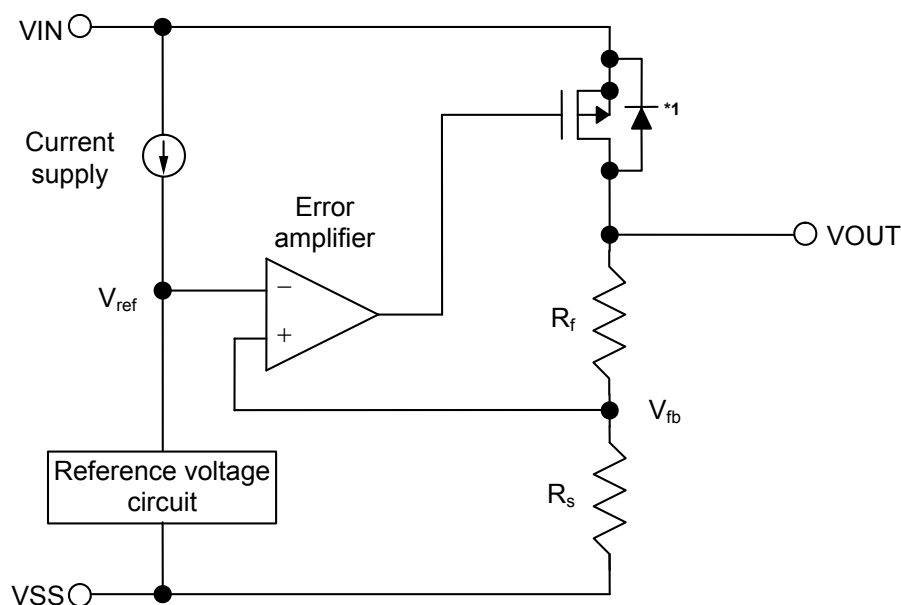 VIN
*1
Current
supply
Error
amplifier
VOUT
Vref
−
+
Rf
Vfb
Reference voltage
circuit
Rs
VSS